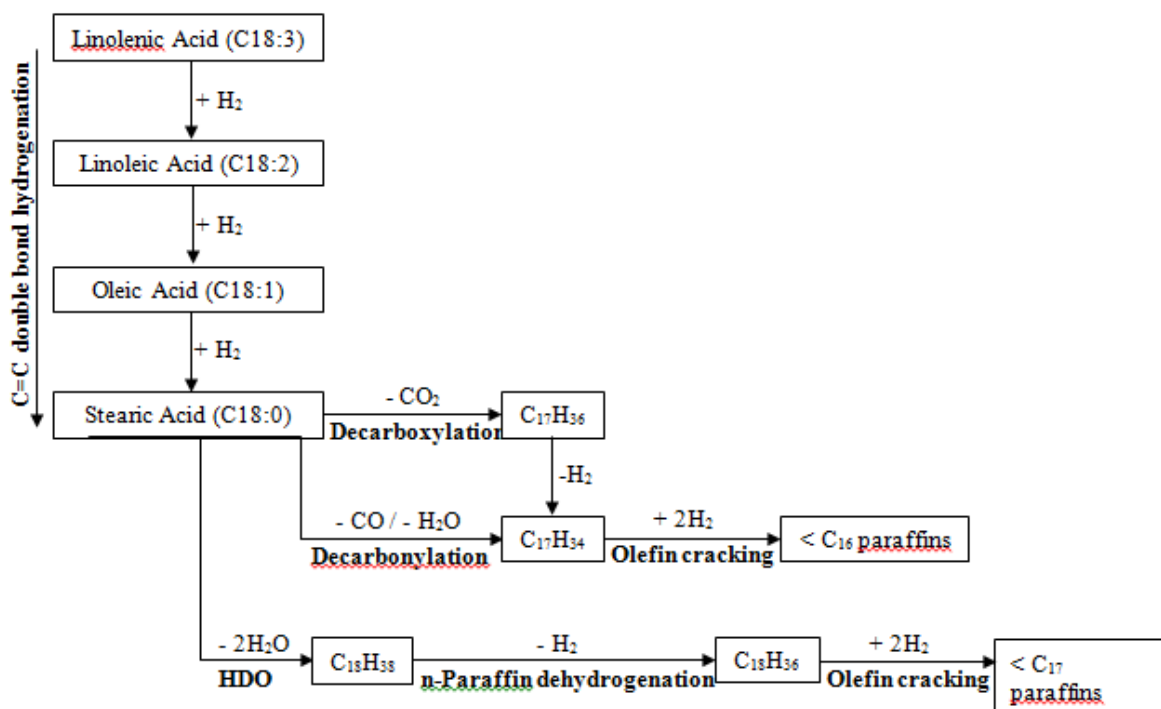 Linolenic Acid (C18:3)
+ H₂
Linoleic Acid (C18:2)
+ H₂
Oleic Acid (C18:1)
+ H₂
C=C double bond hydrogenation
Stearic Acid (C18:0)
- CO₂
Decarboxylation
C₁₇H₃₆
-H₂
- CO / - H₂O
Decarbonylation
C₁₇H₃₄
+ 2H₂
Olefin cracking
< C₁₆ paraffins
- 2H₂O
HDO
C₁₈H₃₈
- H₂
n-Paraffin dehydrogenation
C₁₈H₃₆
+ 2H₂
Olefin cracking
< C₁₇
paraffins